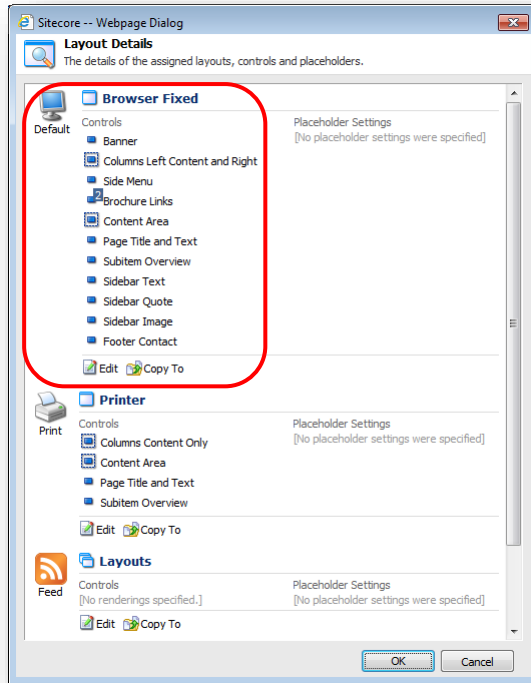 Sitecore -- Webpage Dialog
Layout Details
The details of the assigned layouts, controls and placeholders.
Default
Browser Fixed
Controls
Banner
Columns Left Content and Right
Side Menu
2
Brochure Links
Content Area
Page Title and Text
Subitem Overview
Sidebar Text
Sidebar Quote
Sidebar Image
Footer Contact
Placeholder Settings
[No placeholder settings were specified]
Edit Copy To
Print
Printer
Controls
Columns Content Only
Content Area
Page Title and Text
Subitem Overview
Placeholder Settings
[No placeholder settings were specified]
Edit Copy To
Feed
Layouts
Controls
[No renderings specified.]
Placeholder Settings
[No placeholder settings were specified]
Edit Copy To
OK Cancel